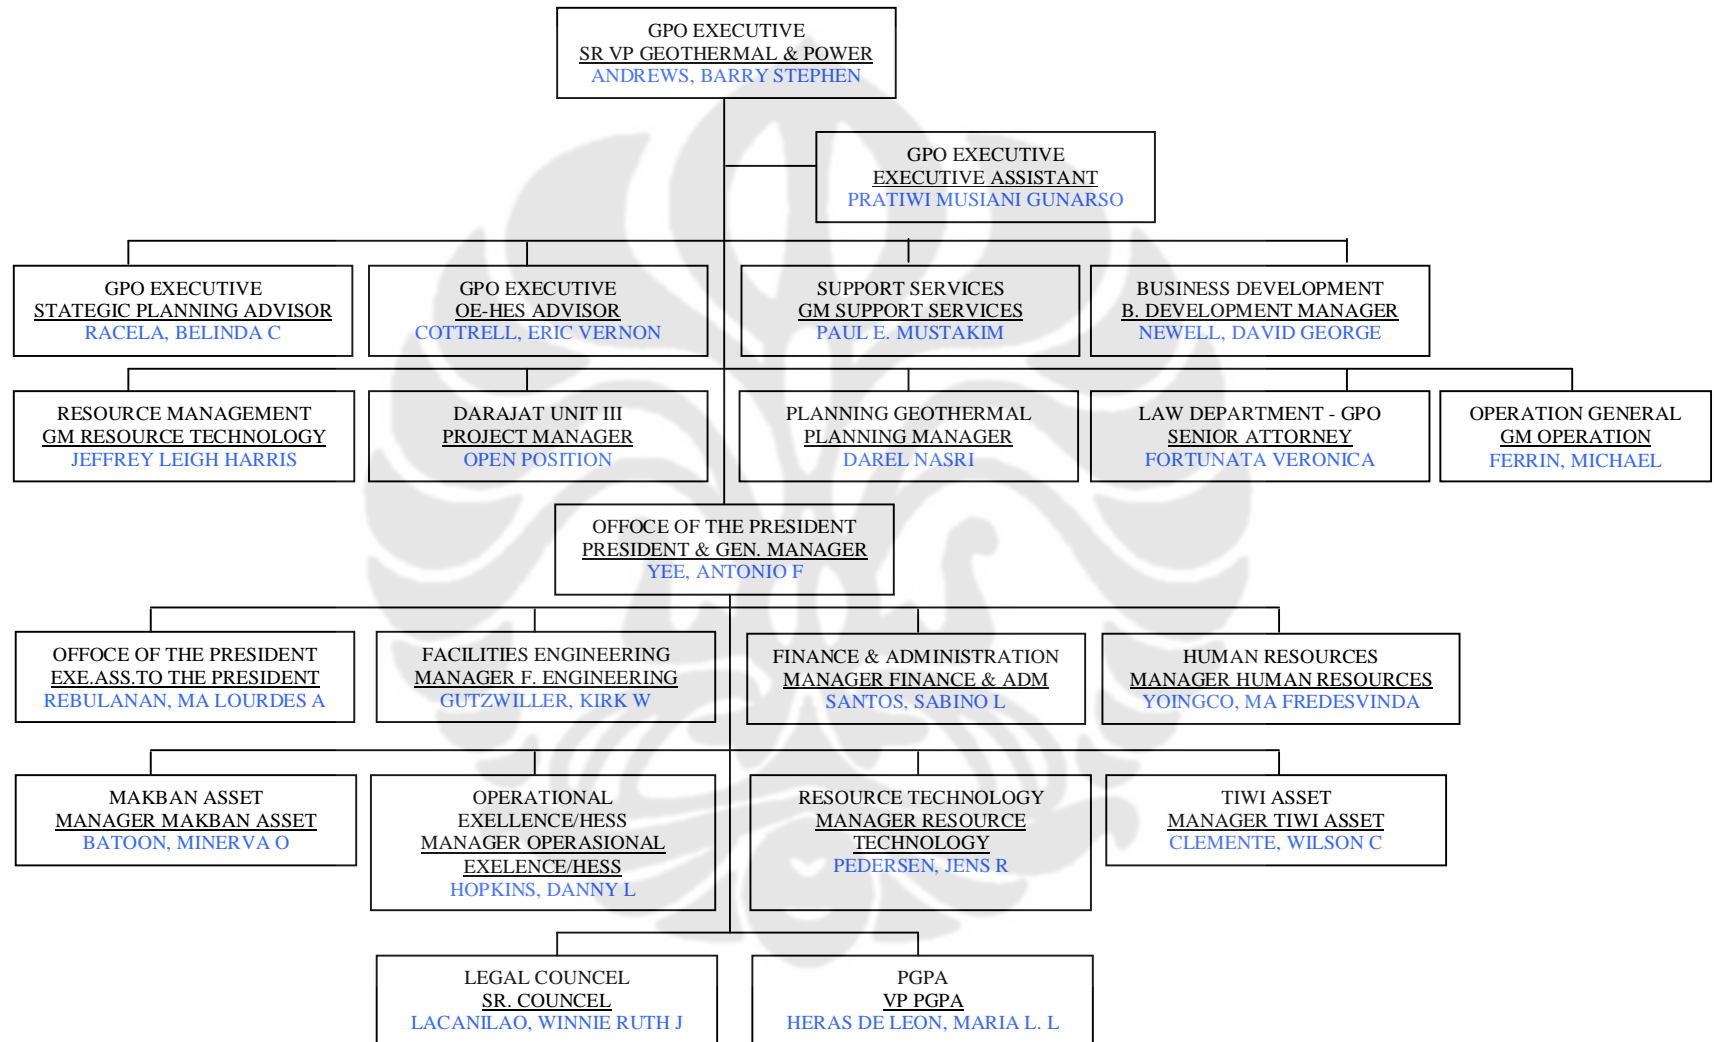 GPO EXECUTIVE
SR VP GEOTHERMAL & POWER
ANDREWS, BARRY STEPHEN
GPO EXECUTIVE
EXECUTIVE ASSISTANT
PRATIWI MUSIANI GUNARSO
GPO EXECUTIVE
STATEGIC PLANNING ADVISOR
RACELA, BELINDA C
GPO EXECUTIVE
OE-HES ADVISOR
COTTRELL, ERIC VERNON
SUPPORT SERVICES
GM SUPPORT SERVICES
PAUL E. MUSTAKIM
BUSINESS DEVELOPMENT
B. DEVELOPMENT MANAGER
NEWELL, DAVID GEORGE
RESOURCE MANAGEMENT
GM RESOURCE TECHNOLOGY
JEFFREY LEIGH HARRIS
DARAJAT UNIT III
PROJECT MANAGER
OPEN POSITION
PLANNING GEOTHERMAL
PLANNING MANAGER
DAREL NASRI
LAW DEPARTMENT - GPO
SENIOR ATTORNEY
FORTUNATA VERONICA
OPERATION GENERAL
GM OPERATION
FERRIN, MICHAEL
OFFOCE OF THE PRESIDENT
PRESIDENT & GEN. MANAGER
YEE, ANTONIO F
OFFOCE OF THE PRESIDENT
EXE.ASS.TO THE PRESIDENT
REBULANAN, MA LOURDES A
FACILITIES ENGINEERING
MANAGER F. ENGINEERING
GUTZWILLER, KIRK W
FINANCE & ADMINISTRATION
MANAGER FINANCE & ADM
SANTOS, SABINO L
HUMAN RESOURCES
MANAGER HUMAN RESOURCES
YOINGCO, MA FREDESVINDA
MAKBAN ASSET
MANAGER MAKBAN ASSET
BATOON, MINERVA O
OPERATIONAL
EXELLENCE/HESS
MANAGER OPERASIONAL
EXELENCE/HESS
HOPKINS, DANNY L
RESOURCE TECHNOLOGY
MANAGER RESOURCE
TECHNOLOGY
PEDERSEN, JENS R
TIWI ASSET
MANAGER TIWI ASSET
CLEMENTE, WILSON C
LEGAL COUNCEL
SR. COUNCEL
LACANILAO, WINNIE RUTH J
PGPA
VP PGPA
HERAS DE LEON, MARIA L. L